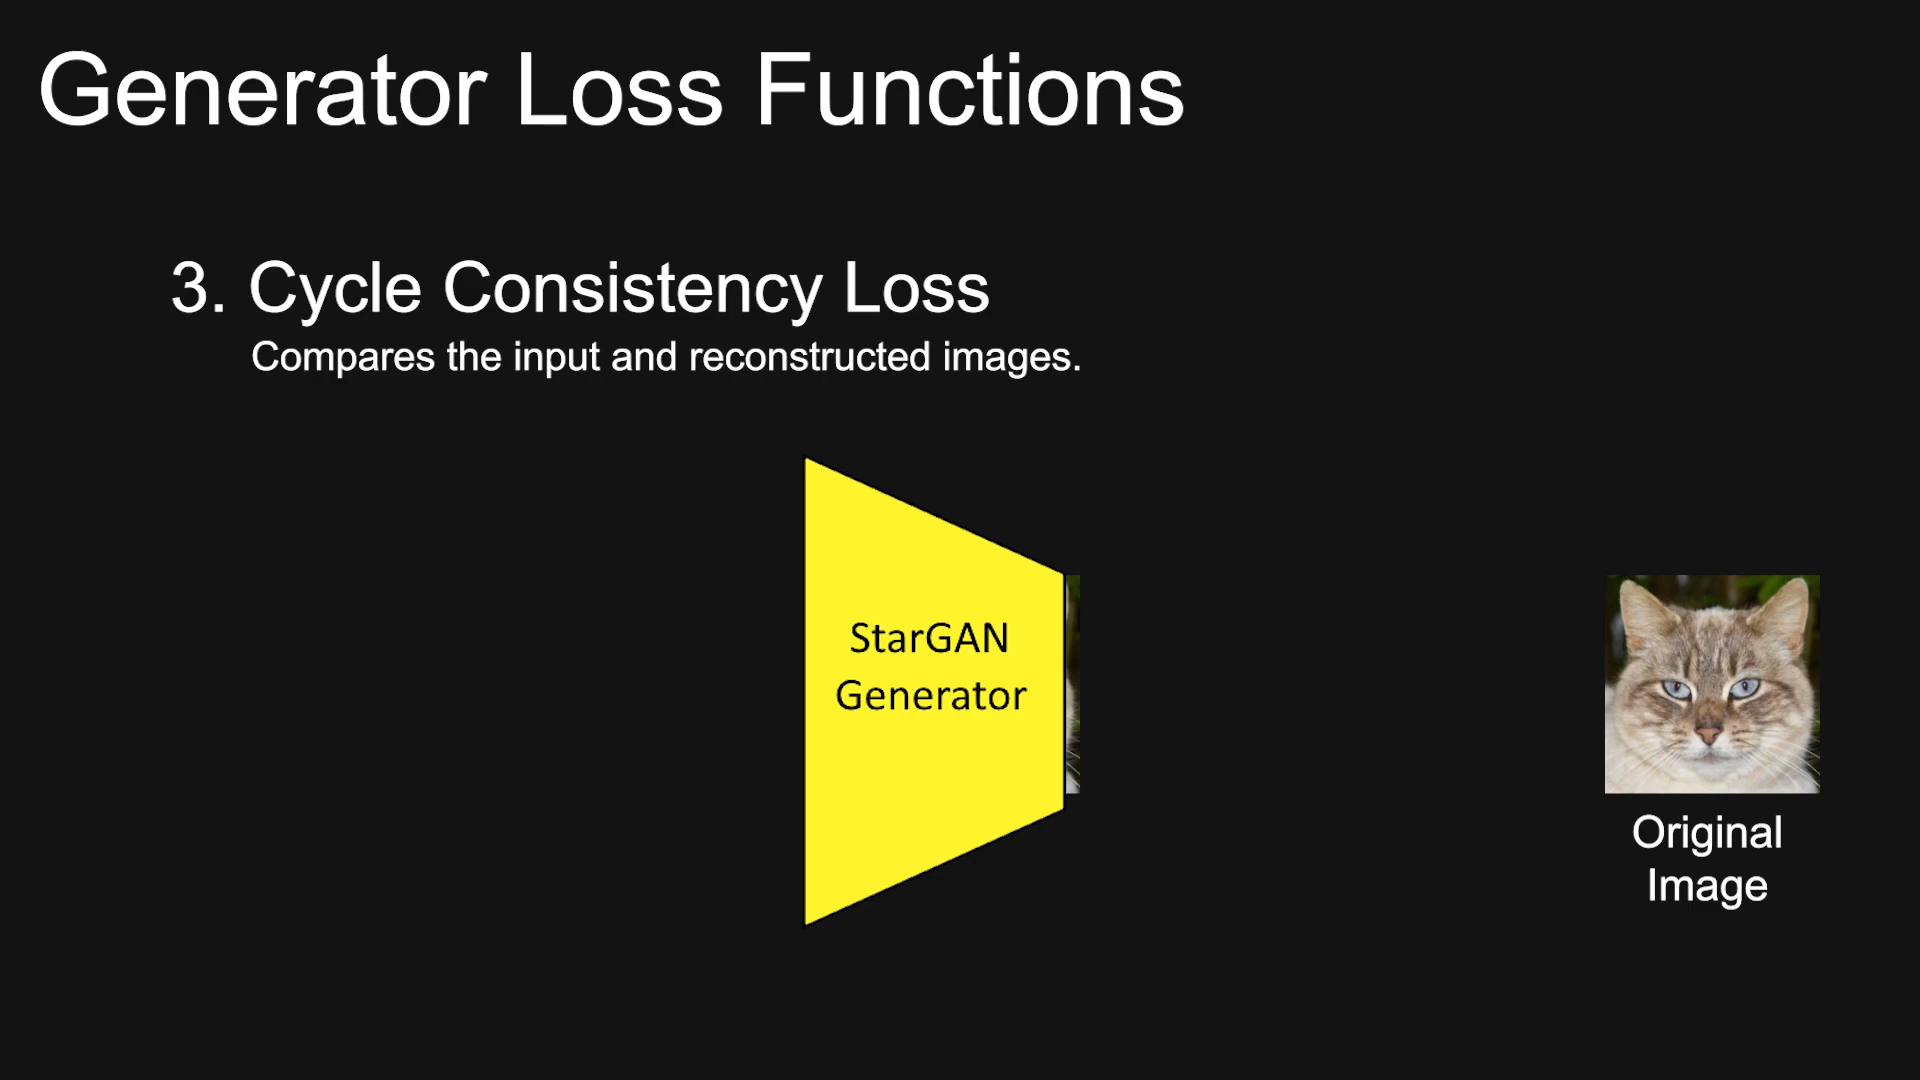 Generator Loss Functions
3. Cycle Consistency Loss
Compares the input and reconstructed images.
StarGAN
Generator
Original
Image